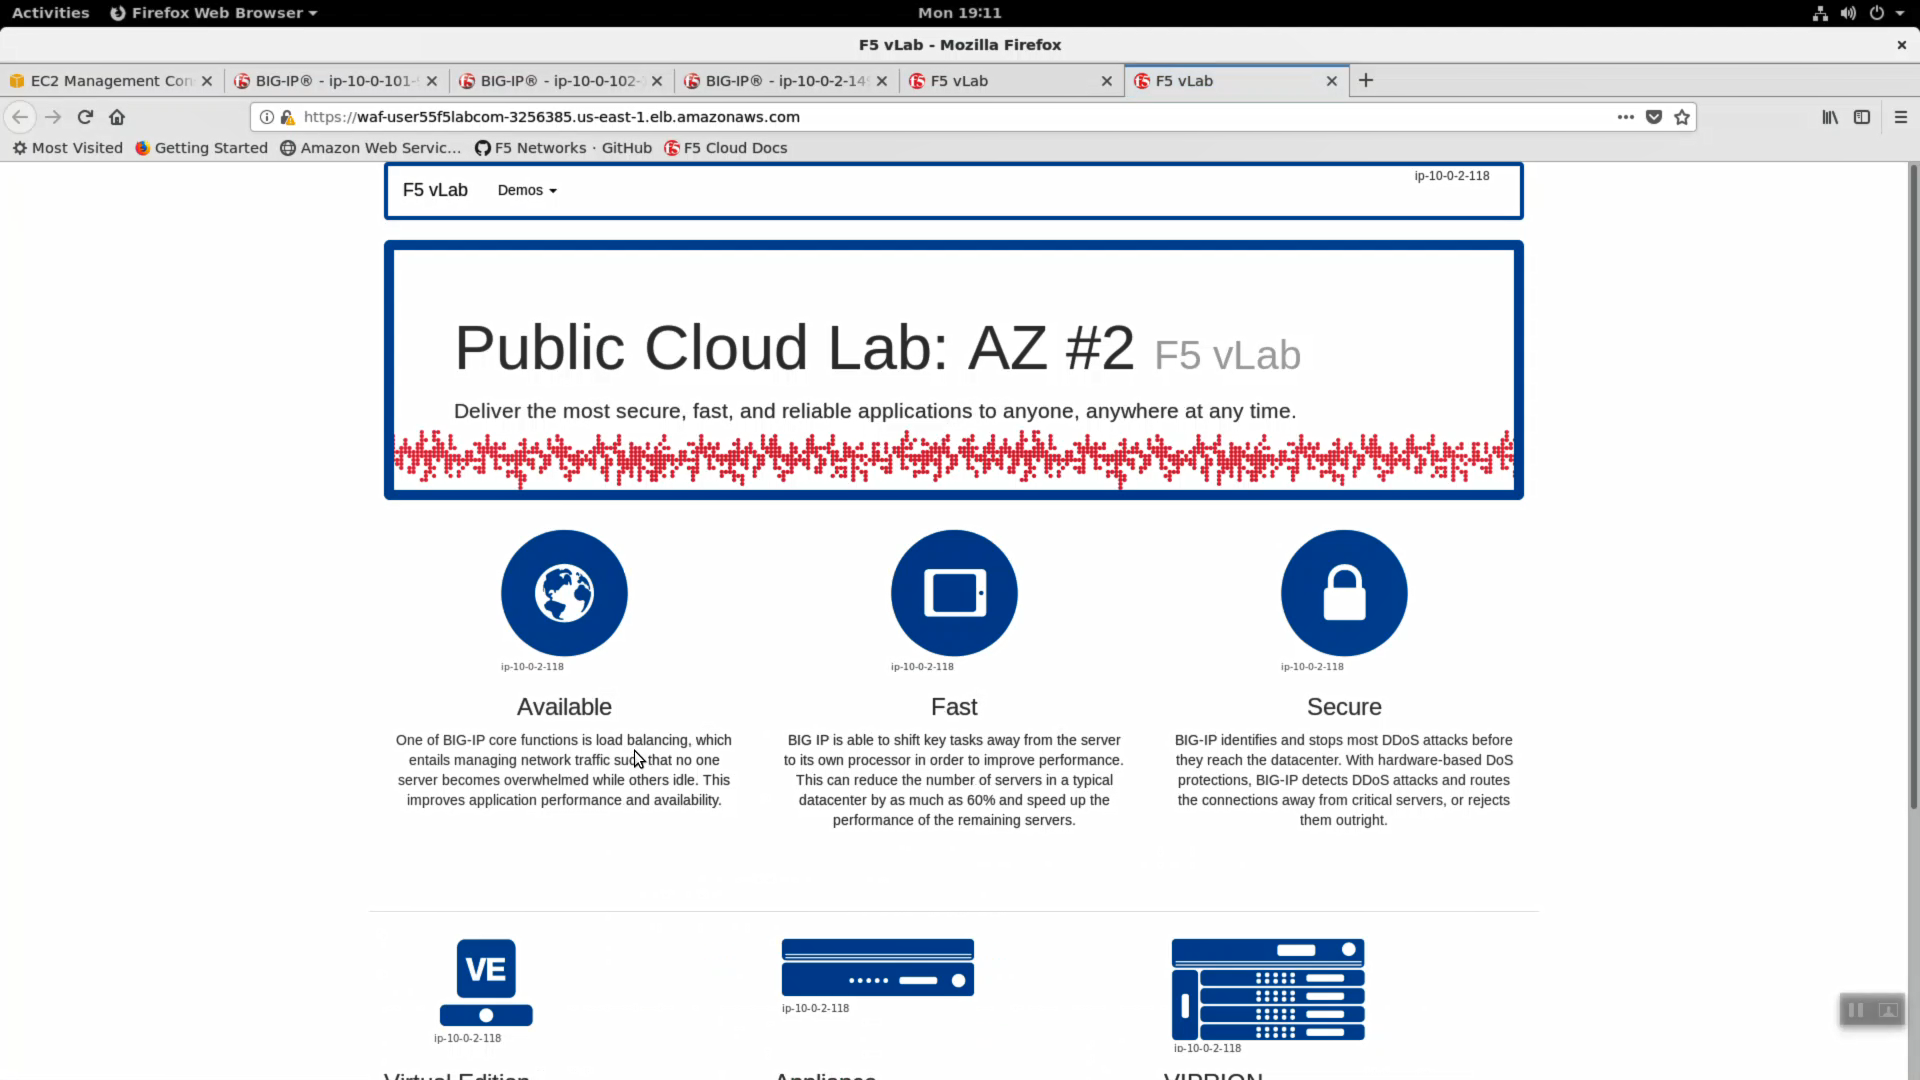 Activities Firefox Web Browser Mon 19:11
F5 vLab - Mozilla Firefox
EC2 Management Con BIG-IP® - ip-10-0-101- BIG-IP® - ip-10-0-102- BIG-IP® - ip-10-0-2-149 F5 vLab F5 vLab
https://waf-user55f5labcom-3256385.us-east-1.elb.amazonaws.com
Most Visited Getting Started Amazon Web Servic... F5 Networks · GitHub F5 Cloud Docs
F5 vLab Demos ip-10-0-2-118
Public Cloud Lab: AZ #2 F5 vLab
Deliver the most secure, fast, and reliable applications to anyone, anywhere at any time.
ip-10-0-2-118
Available
One of BIG-IP core functions is load balancing, which
entails managing network traffic such that no one
server becomes overwhelmed while others idle. This
improves application performance and availability.
ip-10-0-2-118
Fast
BIG IP is able to shift key tasks away from the server
to its own processor in order to improve performance.
This can reduce the number of servers in a typical
datacenter by as much as 60% and speed up the
performance of the remaining servers.
ip-10-0-2-118
Secure
BIG-IP identifies and stops most DDoS attacks before
they reach the datacenter. With hardware-based DoS
protections, BIG-IP detects DDoS attacks and routes
the connections away from critical servers, or rejects
them outright.
VE
ip-10-0-2-118
Virtual Edition
ip-10-0-2-118
Appliance
ip-10-0-2-118
VIPRION